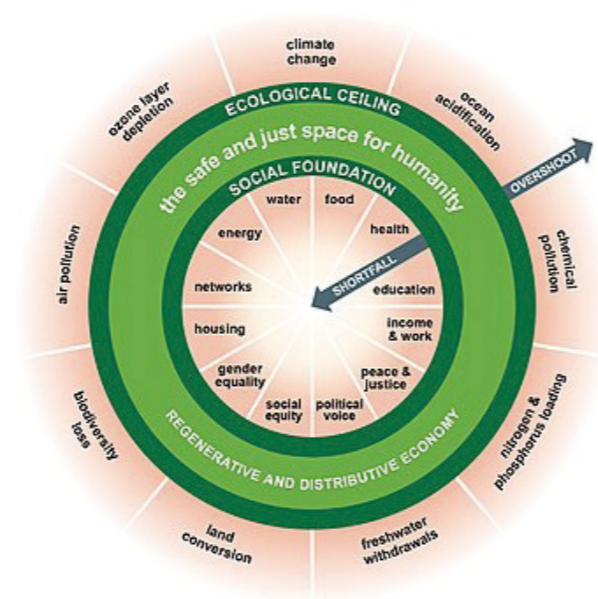 climate
change
ocean
acidification
chemical
pollution
nitrogen &
phosphorus loading
freshwater
withdrawals
land
conversion
biodiversity
loss
air pollution
ozone layer
depletion
OVERSHOOT
ECOLOGICAL CEILING
the safe and just space for humanity
SOCIAL FOUNDATION
water
food
health
SHORTFALL
education
income
& work
peace &
justice
political
voice
social
equity
gender
equality
housing
networks
energy
REGENERATIVE AND DISTRIBUTIVE ECONOMY